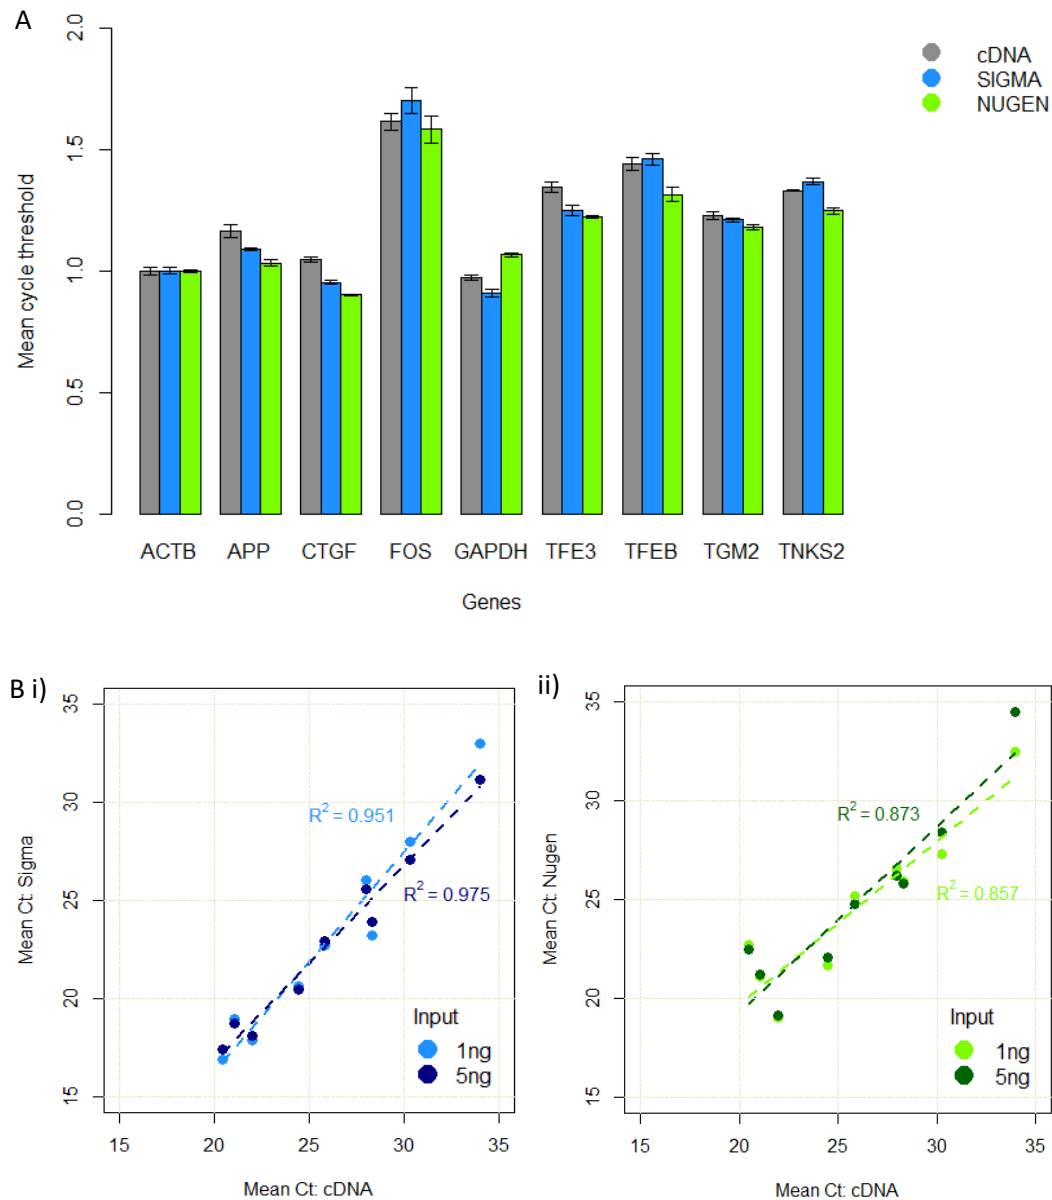 A
2.0
1.5
1.0
0.5
0.0
Mean cycle threshold
cDNA
SIGMA
NUGEN
ACTB APP CTGF FOS GAPDH TFE3 TFEB TGM2 TNKS2
Genes
B i)
35
30
25
20
15
Mean Ct: Sigma
R² = 0.951
R² = 0.975
Input
1ng
5ng
15 20 25 30 35
Mean Ct: cDNA
ii)
35
30
25
20
15
Mean Ct: Nugen
R² = 0.873
R² = 0.857
Input
1ng
5ng
15 20 25 30 35
Mean Ct: cDNA